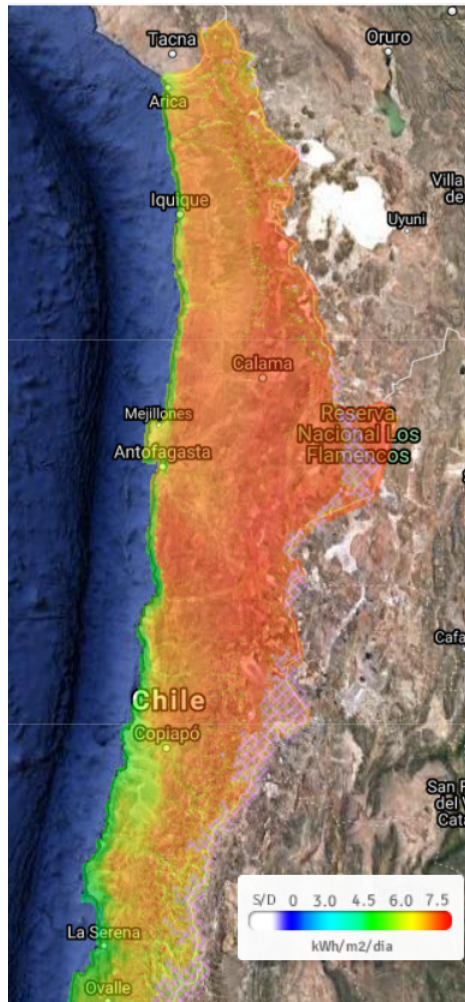 Tacna
Oruro
Arica
Villa
de
Iquique
Uyuni
Calama
Mejillones
Reserva
Nacional Los
Flamencos
Antofagasta
Cafa
Chile
Copiapó
San F
del V
Cata
S/D 0 3.0 4.5 6.0 7.5
kWh/m2/dia
La Serena
Ovalle